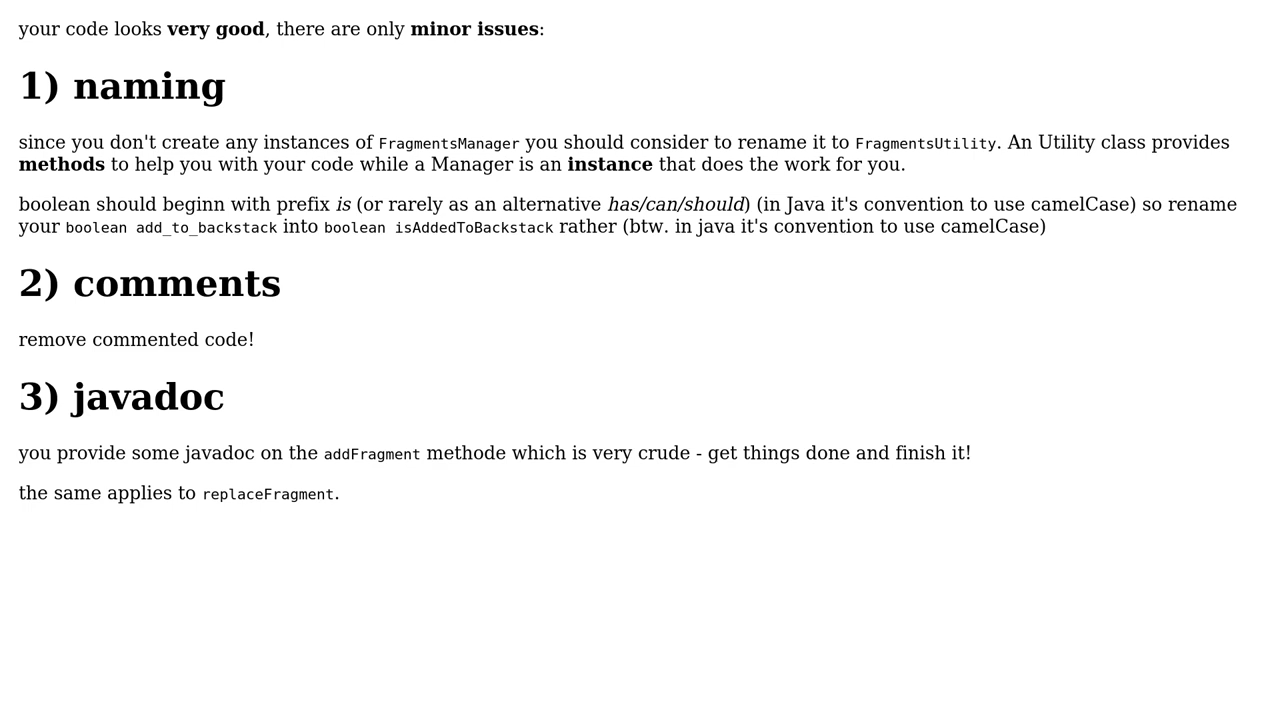 your code looks very good, there are only minor issues:
1) naming
since you don't create any instances of FragmentsManager you should consider to rename it to FragmentsUtility. An Utility class provides
methods to help you with your code while a Manager is an instance that does the work for you.
boolean should beginn with prefix is (or rarely as an alternative has/can/should) (in Java it's convention to use camelCase) so rename
your boolean add_to_backstack into boolean isAddedToBackstack rather (btw. in java it's convention to use camelCase)
2) comments
remove commented code!
3) javadoc
you provide some javadoc on the addFragment methode which is very crude - get things done and finish it!
the same applies to replaceFragment.